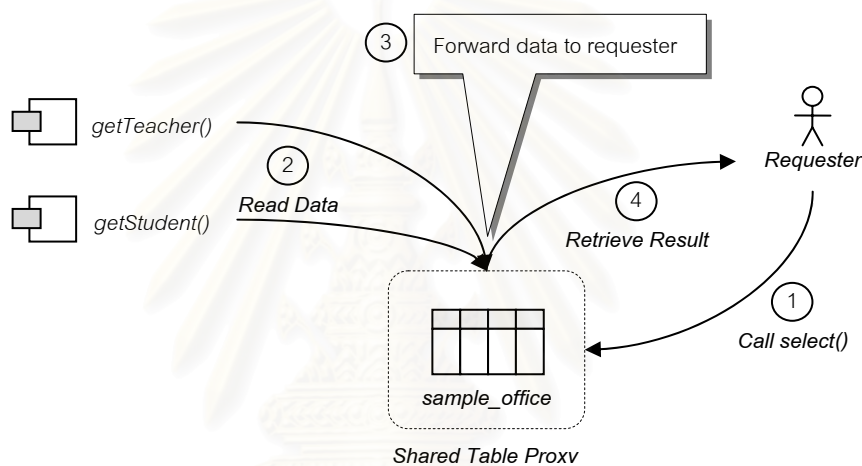 3
Forward data to requester
getTeacher()
2
Read Data
getStudent()
Requester
4
Retrieve Result
1
Call select()
sample_office
Shared Table Proxy